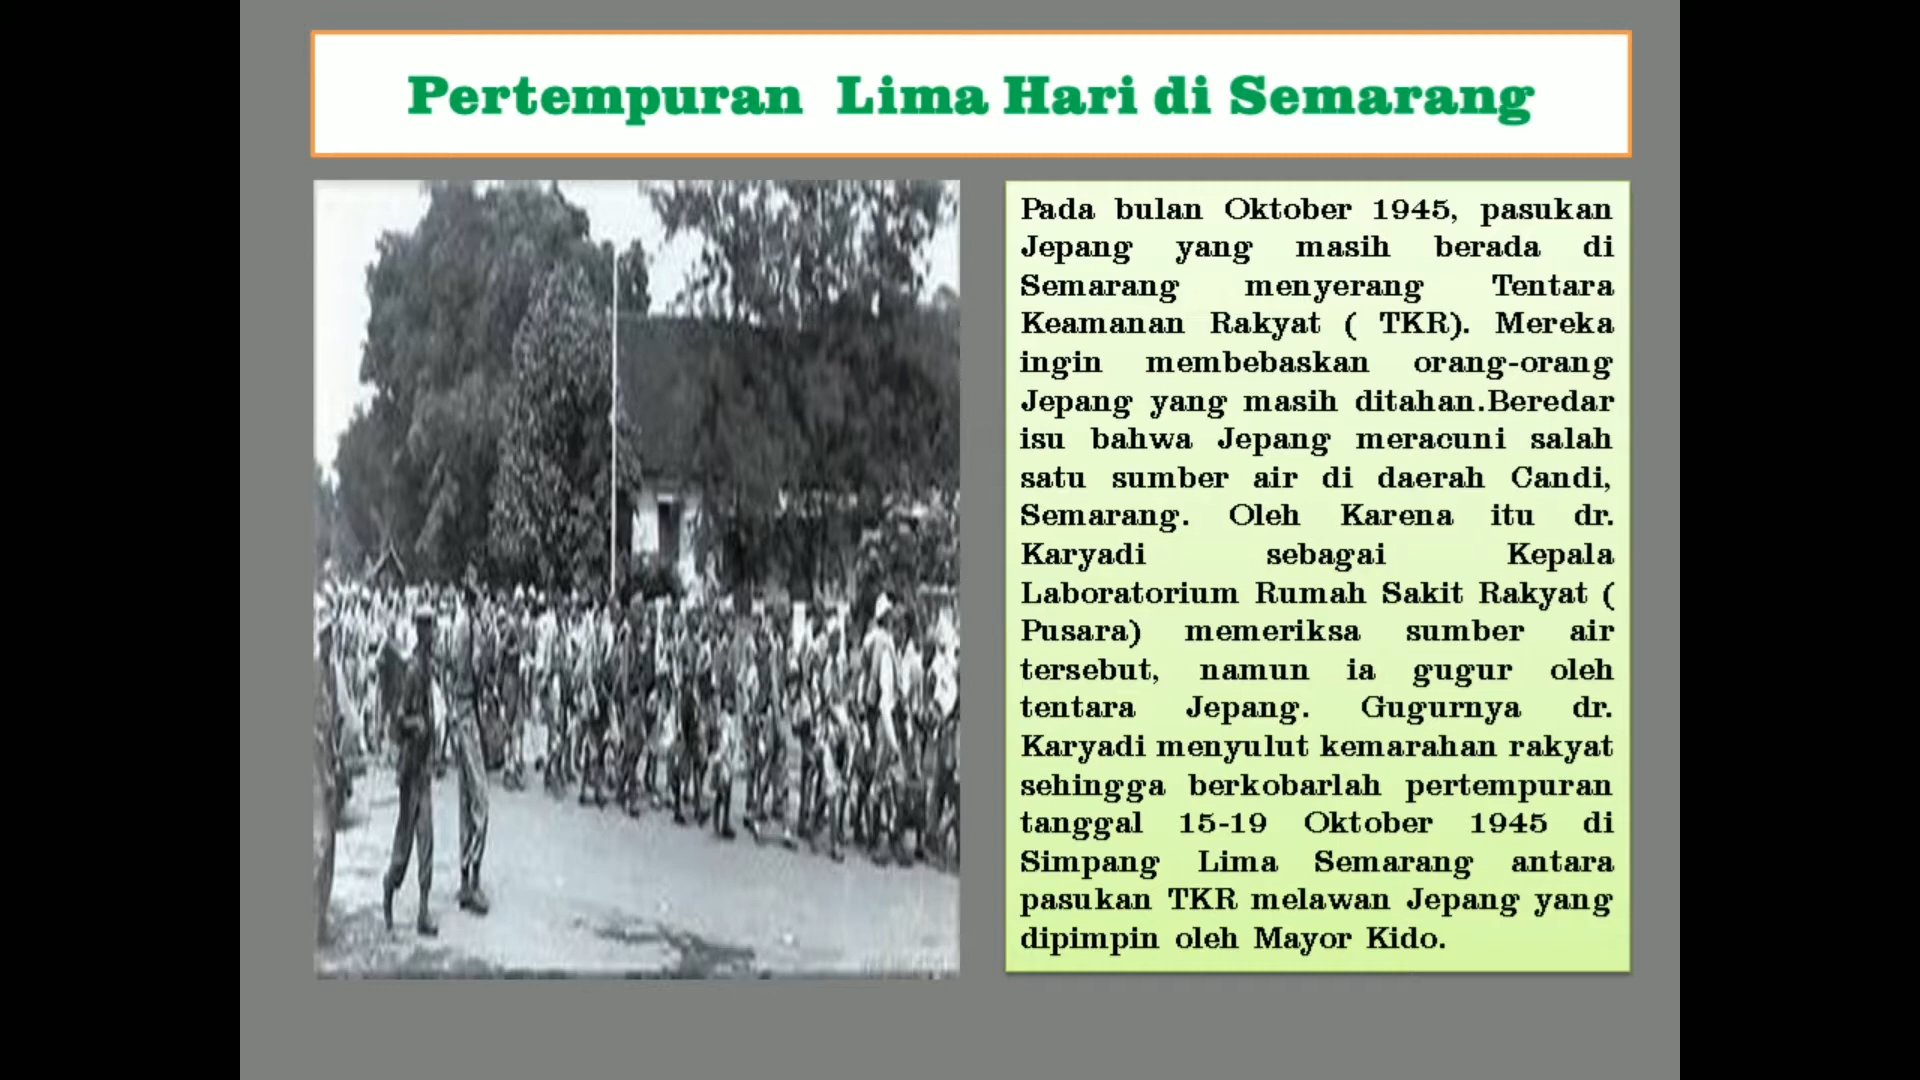 Pertempuran Lima Hari di Semarang
Pada bulan Oktober 1945, pasukan
Jepang yang masih berada di
Semarang menyerang Tentara
Keamanan Rakyat ( TKR). Mereka
ingin membebaskan orang-orang
Jepang yang masih ditahan.Beredar
isu bahwa Jepang meracuni salah
satu sumber air di daerah Candi,
Semarang. Oleh Karena itu dr.
Karyadi sebagai Kepala
Laboratorium Rumah Sakit Rakyat (
Pusara) memeriksa sumber air
tersebut, namun ia gugur oleh
tentara Jepang. Gugurnya dr.
Karyadi menyulut kemarahan rakyat
sehingga berkobarlah pertempuran
tanggal 15-19 Oktober 1945 di
Simpang Lima Semarang antara
pasukan TKR melawan Jepang yang
dipimpin oleh Mayor Kido.